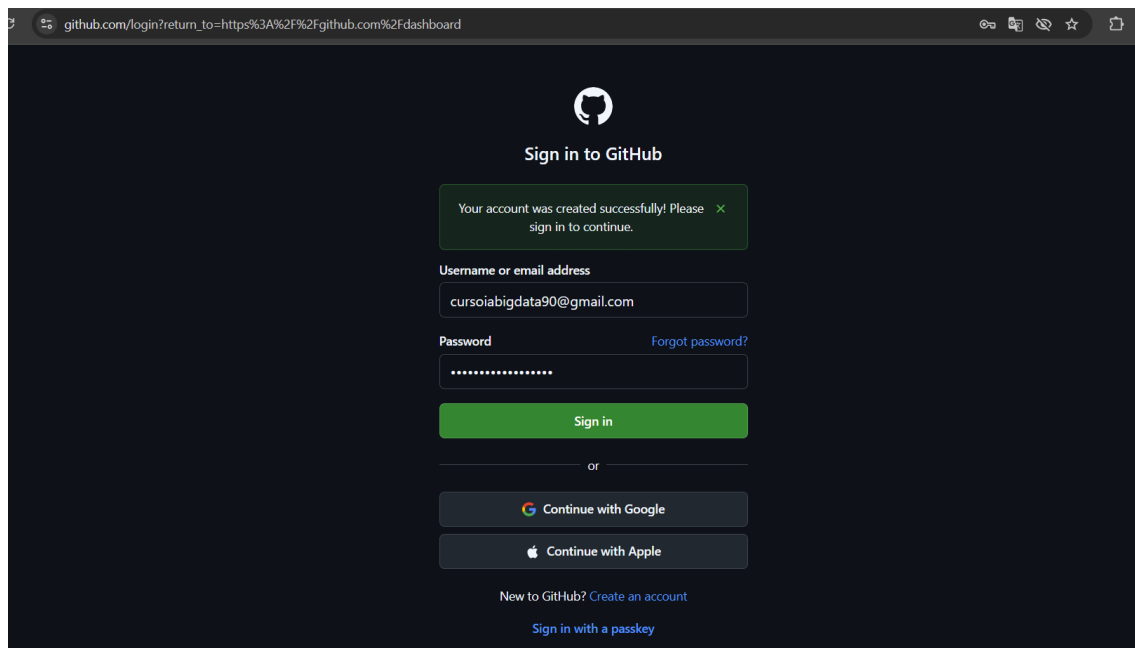 github.com/login?return_to=https%3A%2F%2Fgithub.com%2Fdashboard
Sign in to GitHub
Your account was created successfully! Please
sign in to continue.
Username or email address
cursoiabigdata90@gmail.com
Password Forgot password?
••••••••••••••••••
Sign in
or
Continue with Google
Continue with Apple
New to GitHub? Create an account
Sign in with a passkey